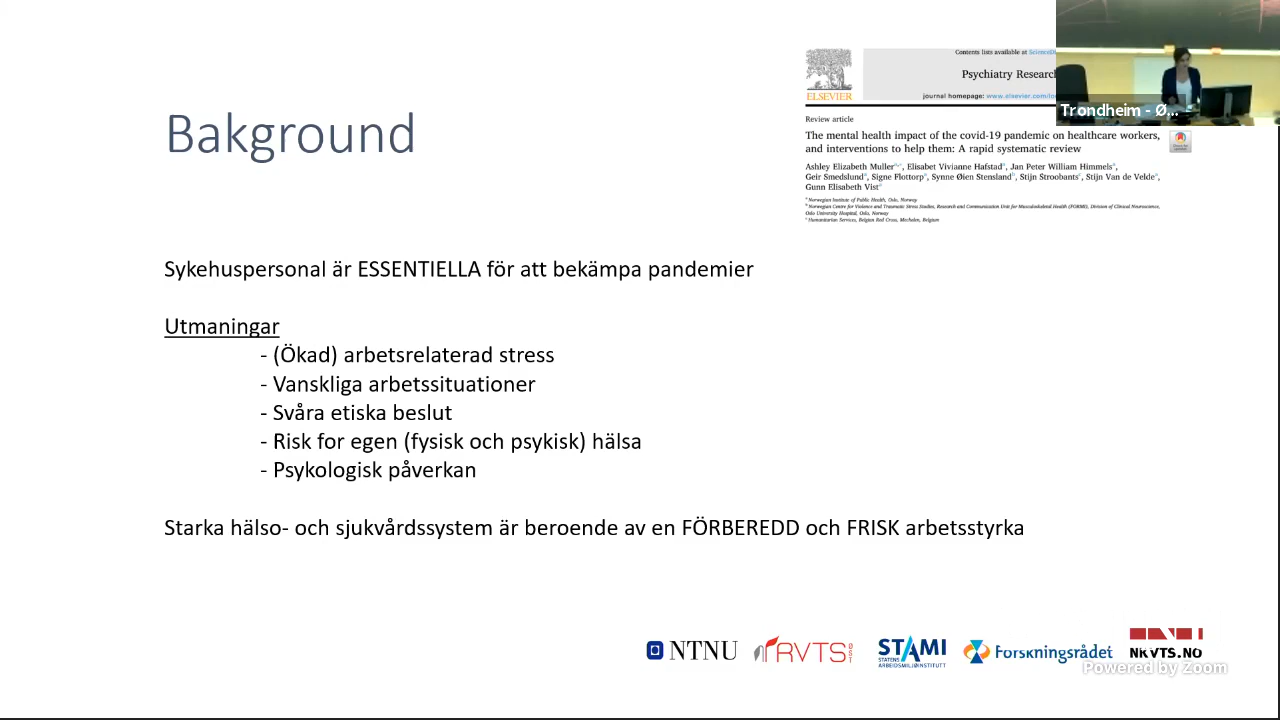 Bakground
ELSEVIER
Contents lists available at
Psychiatry Research
journal homepage:
Review article
The mental health impact of the covid-19 pandemic on healthcare workers,
and interventions to help them: A rapid systematic review
Ashley Elizabeth Muller, Elisabet Vivianne Hafstad, Jan Peter William Himmels,
Geir Smedslund, Signe Flottorp, Synne Øien Stensland, Stijn Stroobants, Stijn Van de Velde,
Gunn Elisabeth Vist
a Norwegian Institute of Public Health, Oslo, Norway
b Norwegian Centre for Violence and Traumatic Stress Studies, Research and Communication Unit for Musculoskeletal Health (FORMI), Division of Clinical Neuroscience,
Oslo University Hospital, Oslo, Norway
c Humanitarian Services, Belgian Red Cross, Mechelen, Belgium
Trondheim - Ø...
Sykehuspersonal är ESSENTIELLA för att bekämpa pandemier
Utmaningar
- (Ökad) arbetsrelaterad stress
- Vanskliga arbetssituationer
- Svåra etiska beslut
- Risk for egen (fysisk och psykisk) hälsa
- Psykologisk påverkan
Starka hälso- och sjukvårdssystem är beroende av en FÖRBEREDD och FRISK arbetsstyrka
NTNU
RVTS ØST
STAMI
STATENS
ARBEIDSMILJØINSTITUTT
Forskningsrådet
NKVTS.NO
Powered by Zoom